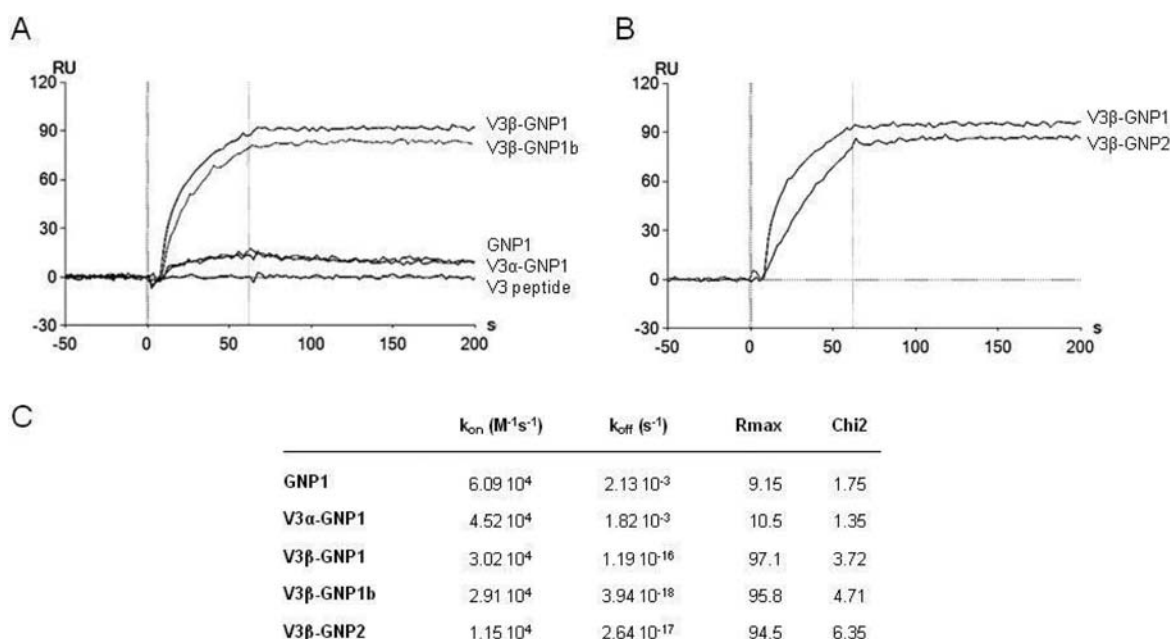 A
RU
120
90
60
30
0
-30
-50
0
50
100
150
200
s
V3β-GNP1
V3β-GNP1b
GNP1
V3α-GNP1
V3 peptide
B
RU
120
90
60
30
0
-30
-50
0
50
100
150
200
s
V3β-GNP1
V3β-GNP2
C
kon (M-1s-1) koff (s-1) Rmax Chi2
GNP1 6.09 10^4 2.13 10^-3 9.15 1.75
V3α-GNP1 4.52 10^4 1.82 10^-3 10.5 1.35
V3β-GNP1 3.02 10^4 1.19 10^-16 97.1 3.72
V3β-GNP1b 2.91 10^4 3.94 10^-18 95.8 4.71
V3β-GNP2 1.15 10^4 2.64 10^-17 94.5 6.35